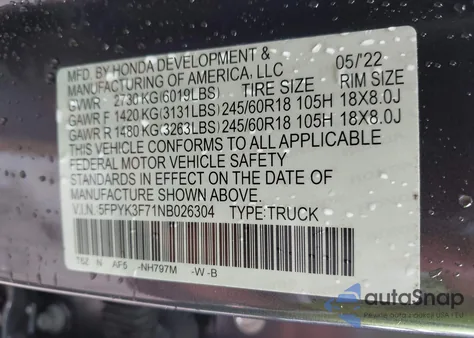 MFD. BY HONDA DEVELOPMENT & 05/'22
MANUFACTURING OF AMERICA, LLC
GVWR 2730 KG(6019LBS) TIRE SIZE RIM SIZE
GAWR F 1420 KG(3131LBS) 245/60R18 105H 18X8.0J
GAWR R 1480 KG(3263LBS) 245/60R18 105H 18X8.0J
THIS VEHICLE CONFORMS TO ALL APPLICABLE
FEDERAL MOTOR VEHICLE SAFETY
STANDARDS IN EFFECT ON THE DATE OF
MANUFACTURE SHOWN ABOVE.
V.I.N.: 5FPYK3F71NB026304 TYPE:TRUCK
T6Z N AF5 -NH797M -W -B
autoSnap